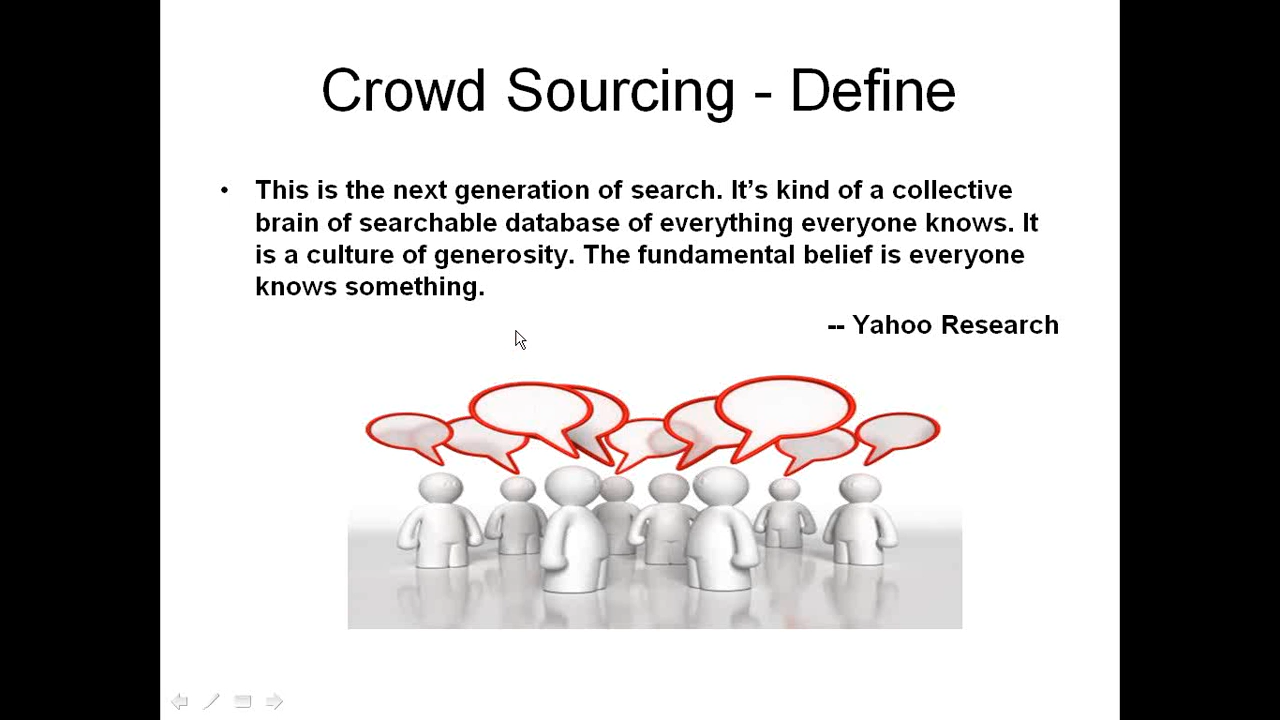 Crowd Sourcing - Define
• This is the next generation of search. It’s kind of a collective
brain of searchable database of everything everyone knows. It
is a culture of generosity. The fundamental belief is everyone
knows something.
-- Yahoo Research